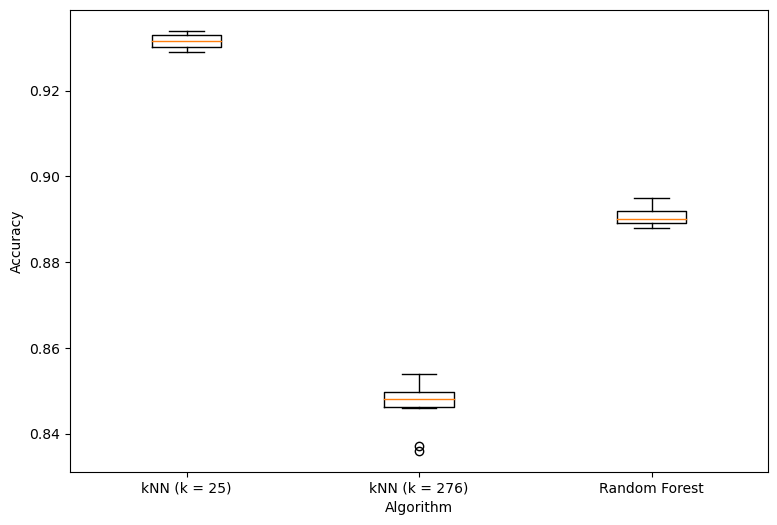 0.92
0.90
0.88
0.86
0.84
Accuracy
kNN (k = 25) kNN (k = 276) Random Forest
Algorithm